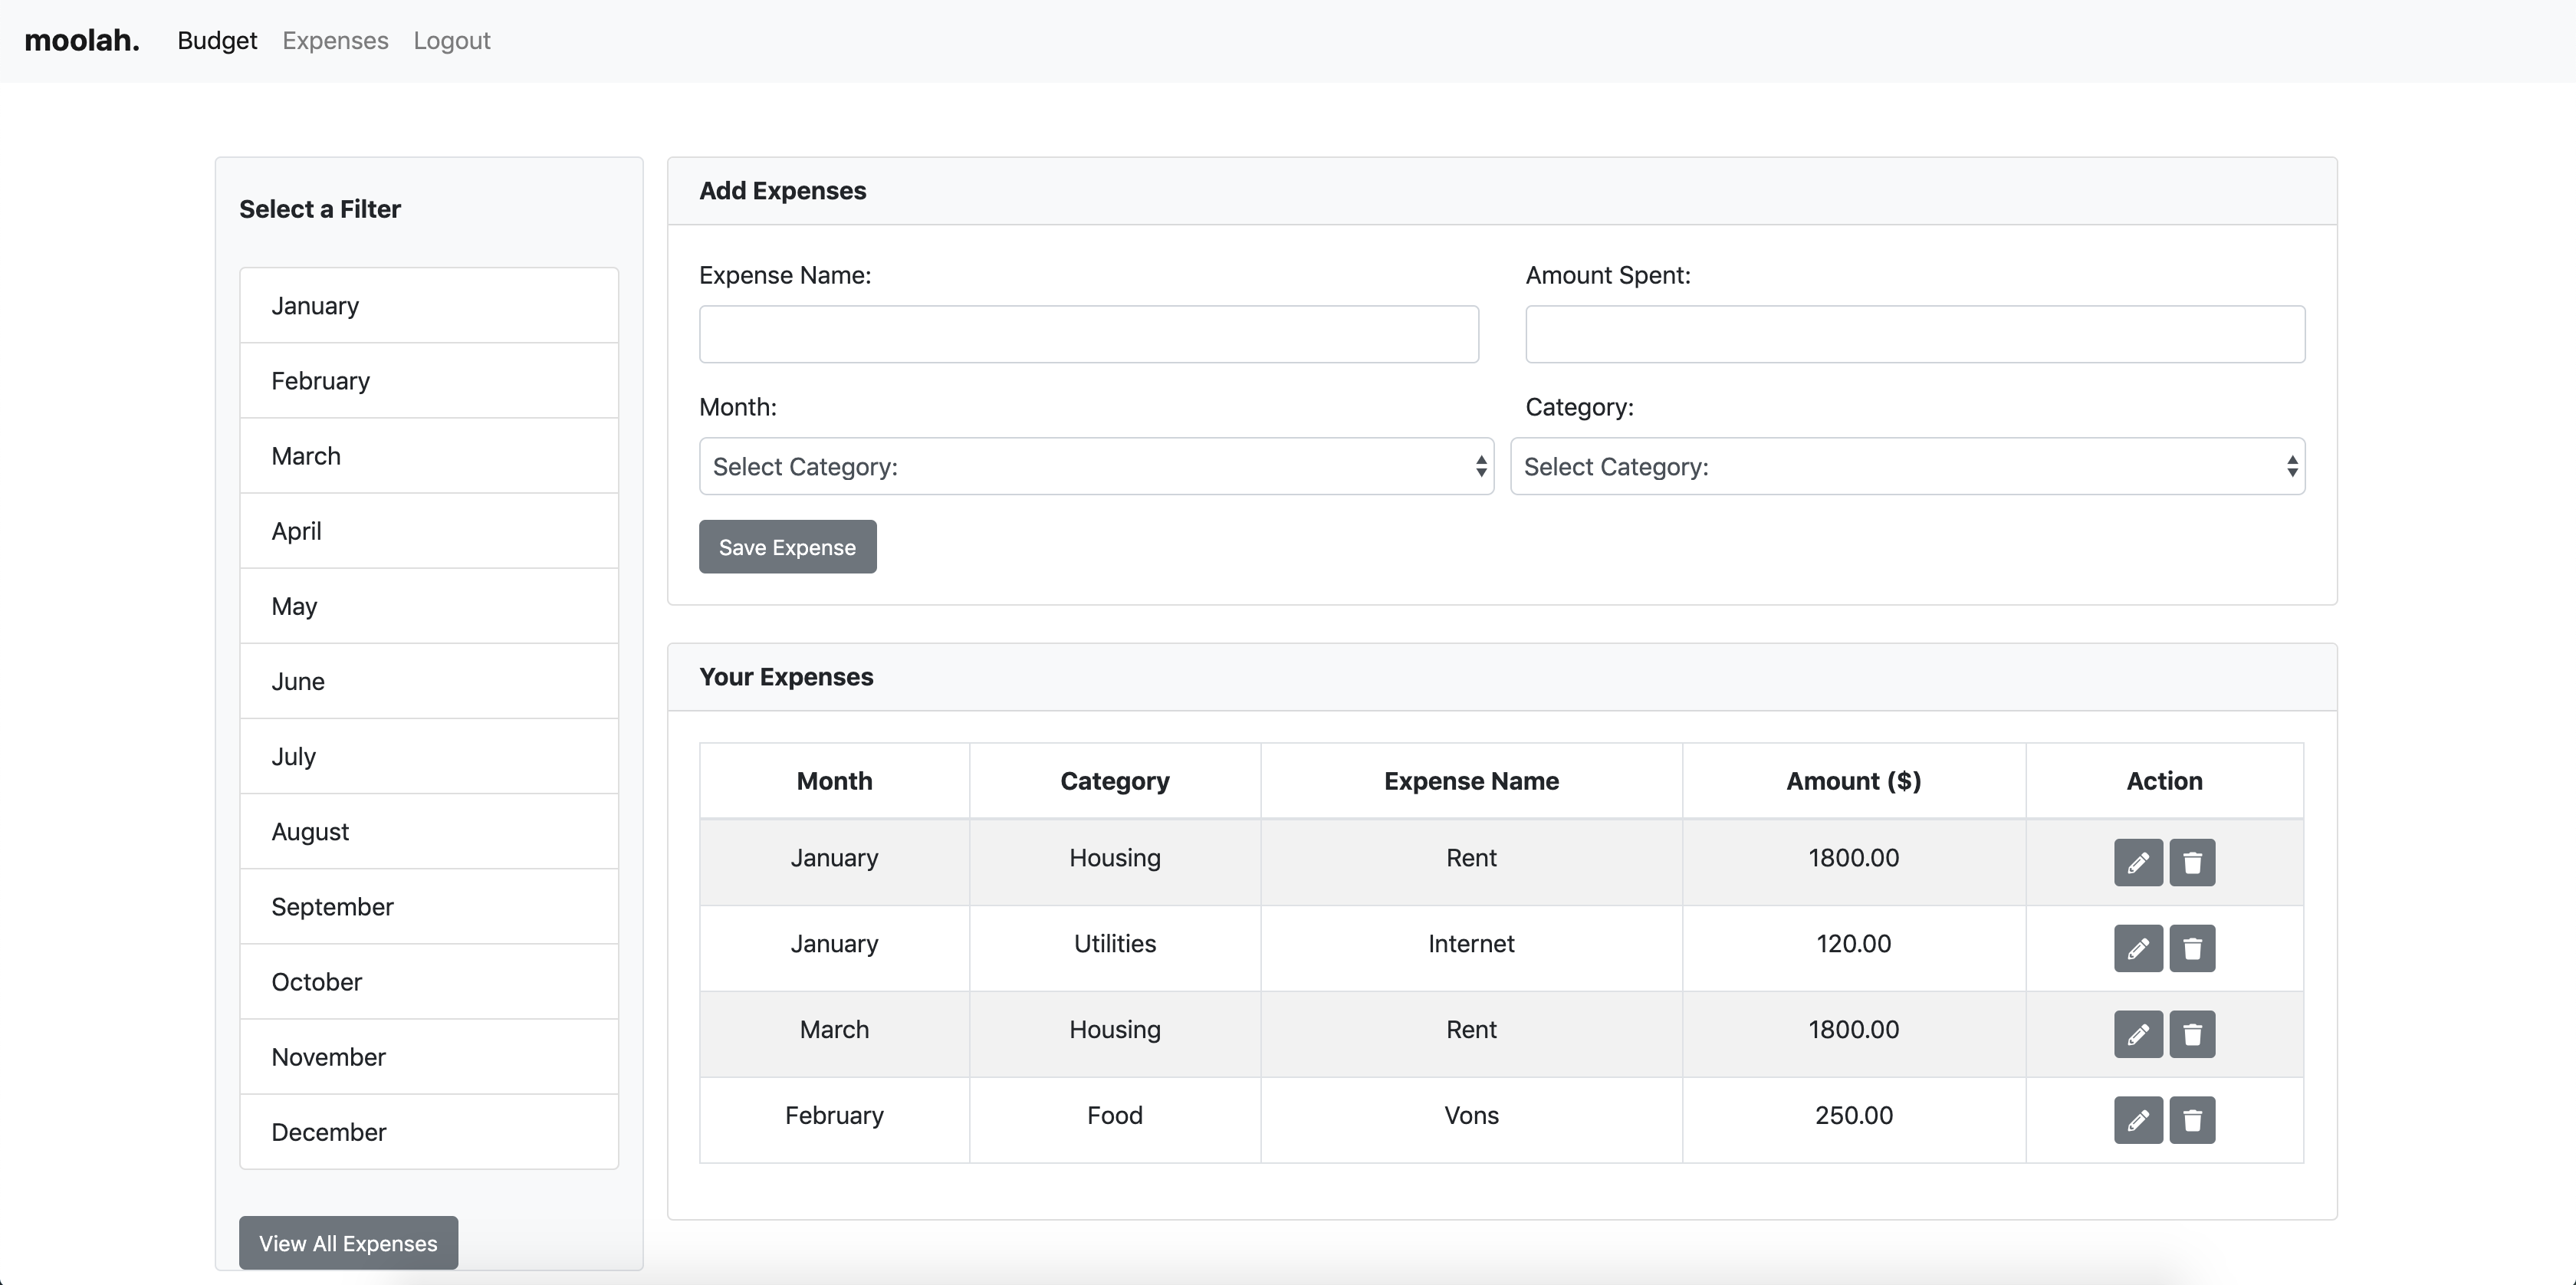 moolah. Budget Expenses Logout
Select a Filter
January
February
March
April
May
June
July
August
September
October
November
December
View All Expenses
Add Expenses
Expense Name: Amount Spent:
Month: Category:
Select Category: Select Category:
Save Expense
Your Expenses
Month Category Expense Name Amount ($) Action
January Housing Rent 1800.00
January Utilities Internet 120.00
March Housing Rent 1800.00
February Food Vons 250.00